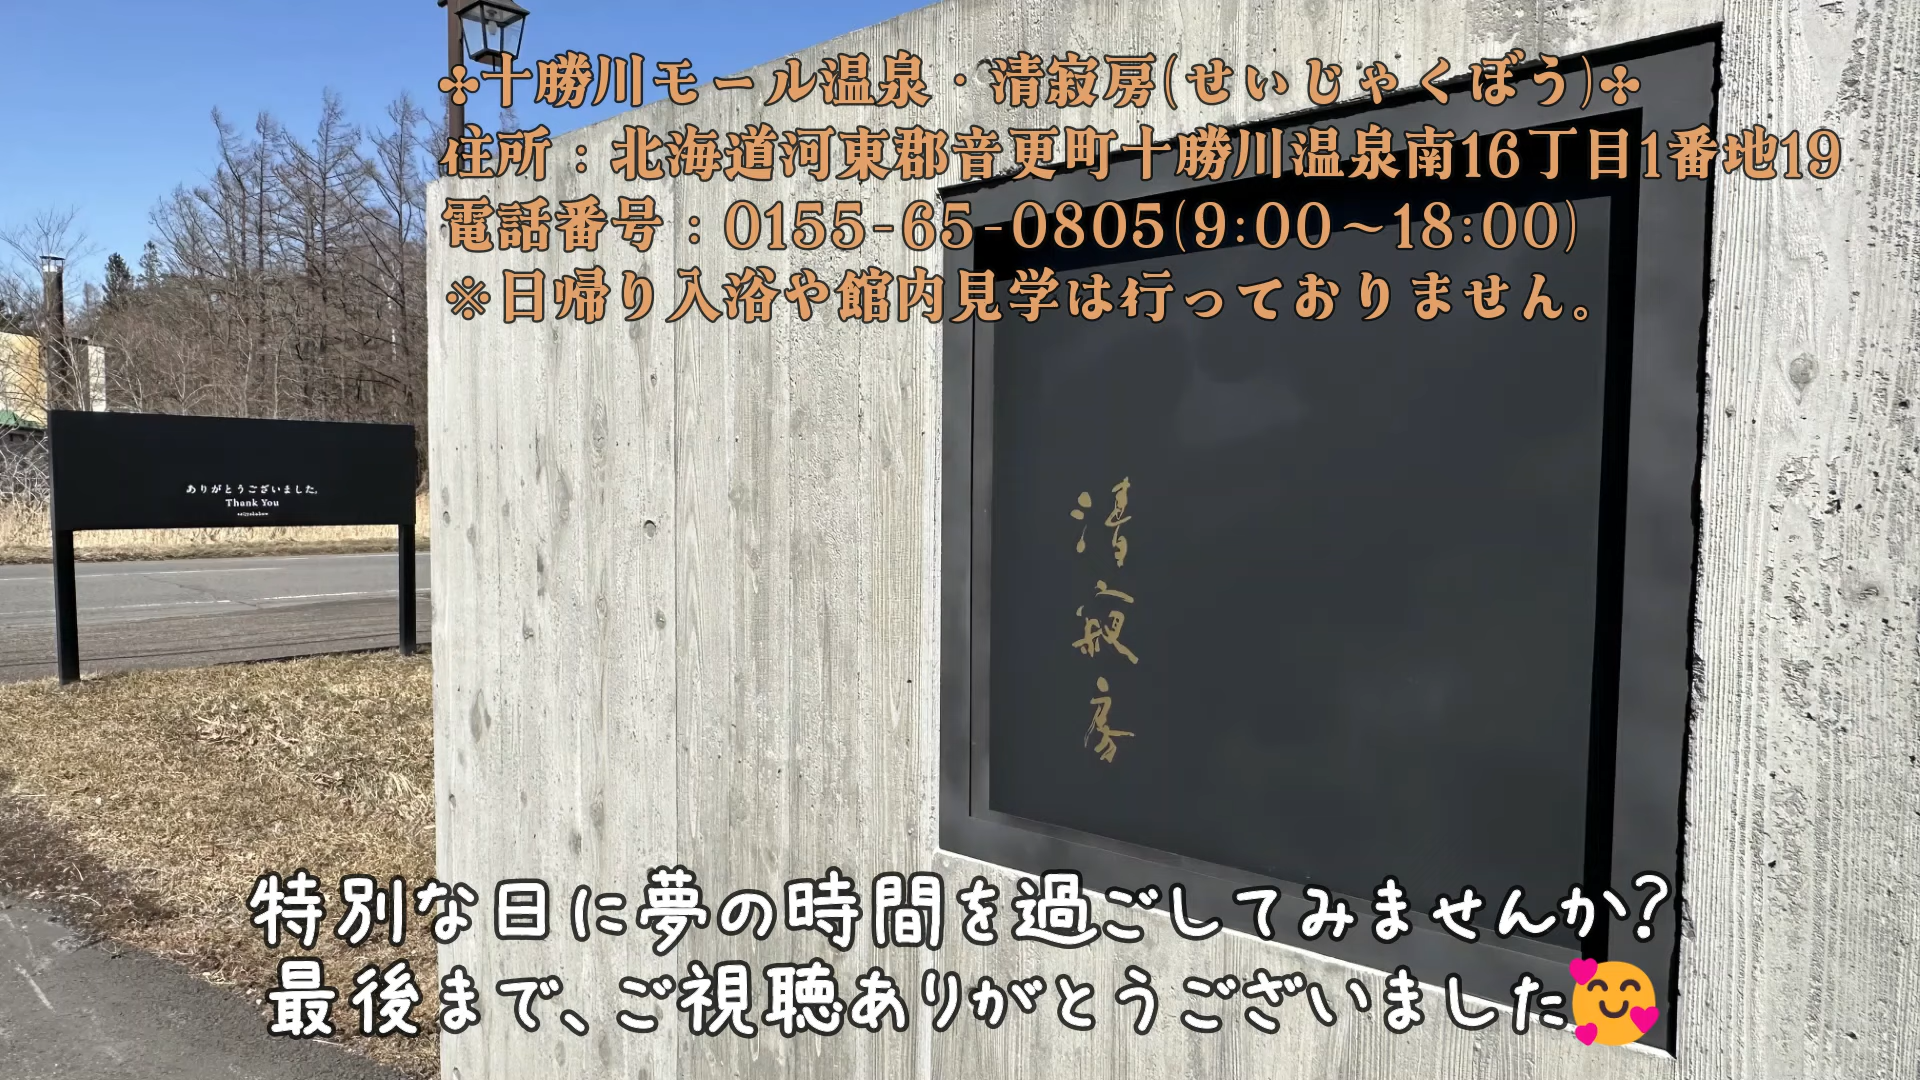 ✤十勝川モール温泉・清寂房(せいじゃくぼう)✤
住所：北海道河東郡音更町十勝川温泉南16丁目1番地19
電話番号：0155-65-0805(9:00〜18:00)
※日帰り入浴や館内見学は行っておりません。
ありがとうございました。
Thank You
清寂房
特別な日に夢の時間を過ごしてみませんか?
最後まで、ご視聴ありがとうございました🥰